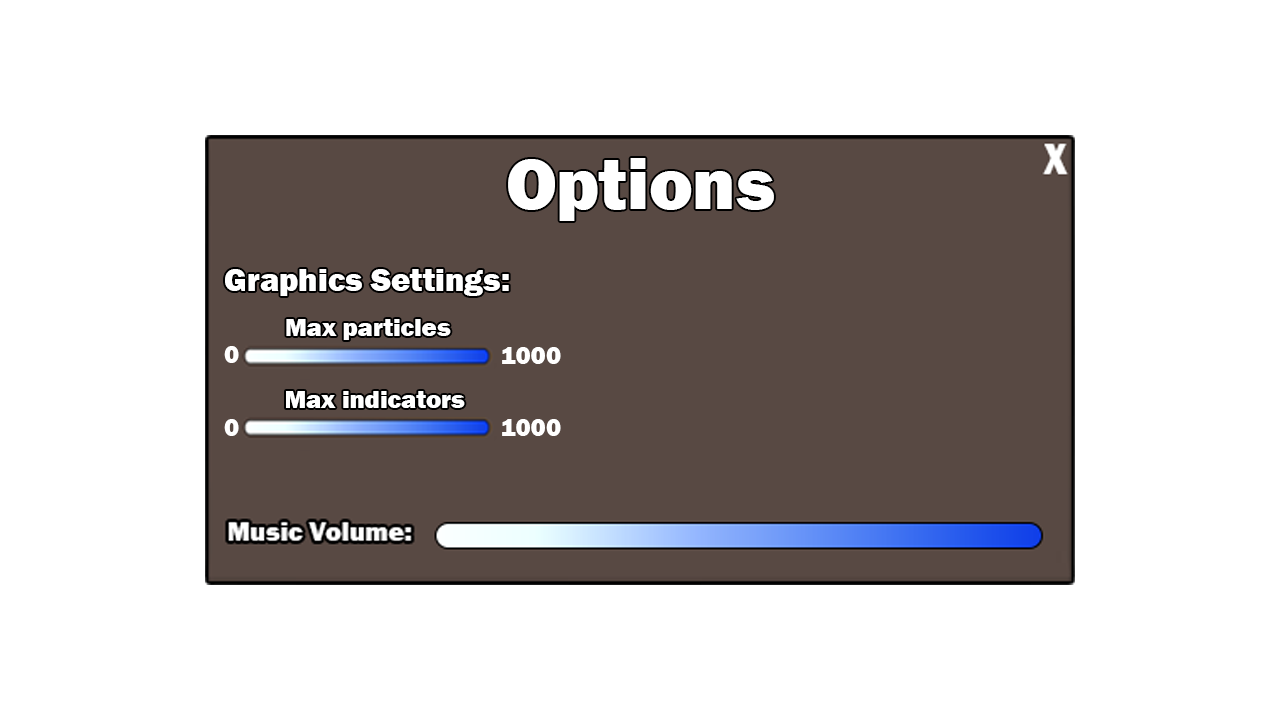 X
Options
Graphics Settings:
Max particles
0 1000
Max indicators
0 1000
Music Volume: